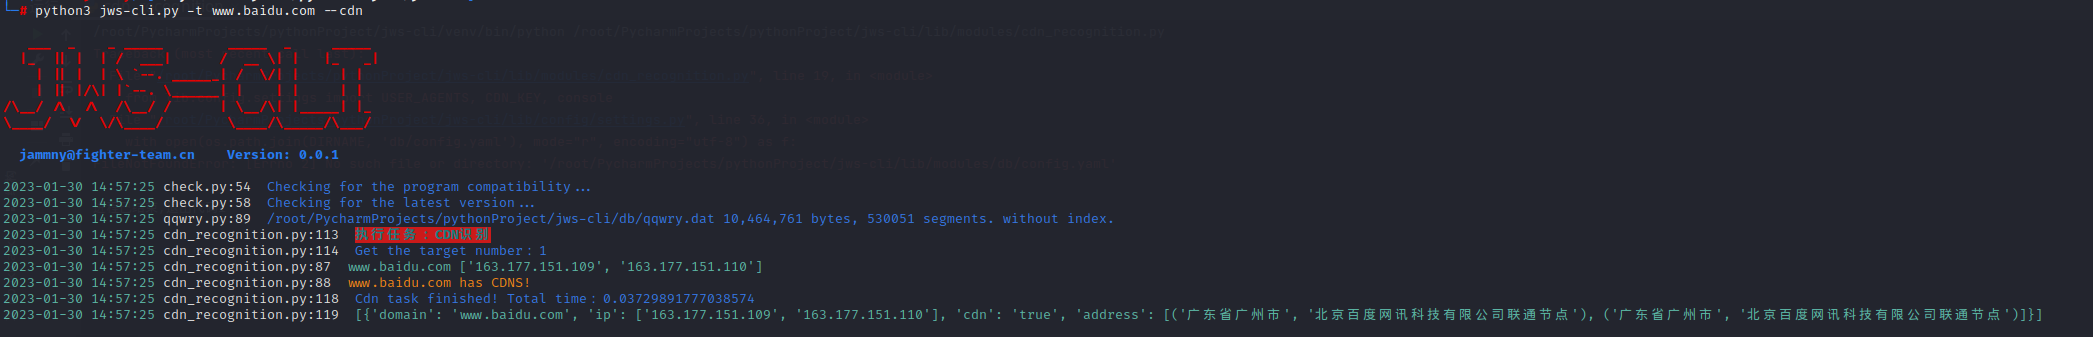 └─# python3 jws-cli.py -t www.baidu.com --cdn
jammny@fighter-team.cn    Version: 0.0.1
2023-01-30 14:57:25 check.py:54  Checking for the program compatibility...
2023-01-30 14:57:25 check.py:58  Checking for the latest version...
2023-01-30 14:57:25 qqwry.py:89  /root/PycharmProjects/pythonProject/jws-cli/db/qqwry.dat 10,464,761 bytes, 530051 segments. without index.
2023-01-30 14:57:25 cdn_recognition.py:113  执行任务：CDN识别
2023-01-30 14:57:25 cdn_recognition.py:114  Get the target number：1
2023-01-30 14:57:25 cdn_recognition.py:87  www.baidu.com ['163.177.151.109', '163.177.151.110']
2023-01-30 14:57:25 cdn_recognition.py:88  www.baidu.com has CDNS!
2023-01-30 14:57:25 cdn_recognition.py:118  Cdn task finished! Total time：0.03729891777038574
2023-01-30 14:57:25 cdn_recognition.py:119  [{'domain': 'www.baidu.com', 'ip': ['163.177.151.109', '163.177.151.110'], 'cdn': 'true', 'address': [('广东省广州市', '北京百度网讯科技有限公司联通节点'), ('广东省广州市', '北京百度网讯科技有限公司联通节点')]}]